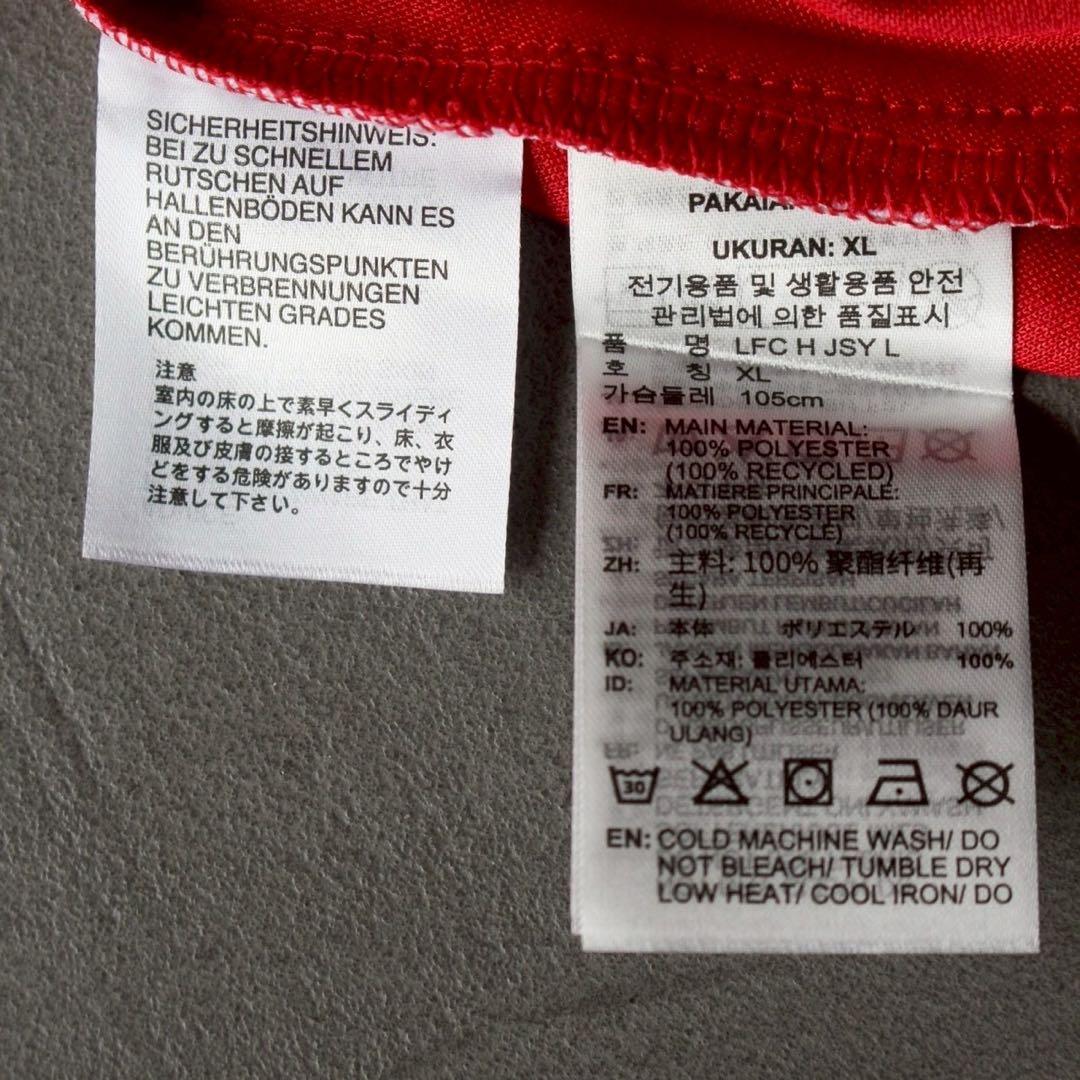 SICHERHEITSHINWEIS:
BEI ZU SCHNELLEM
RUTSCHEN AUF
HALLENBÖDEN KANN ES
AN DEN
BERÜHRUNGSPUNKTEN
ZU VERBRENNUNGEN
LEICHTEN GRADES
KOMMEN.
注意
室内の床の上で素早くスライディ
ングすると摩擦が起こり、床、衣
服及び皮膚の接するところでやけ
どをする危険がありますので十分
注意して下さい。
UKURAN: XL
전기용품 및 생활용품 안전
관리법에 의한 품질표시
품 명 LFC H JSY L
호 칭 XL
가슴둘레 105cm
EN: MAIN MATERIAL:
100% POLYESTER
(100% RECYCLED)
FR: MATIERE PRINCIPALE:
100% POLYESTER
(100% RECYCLÉ)
ZH: 主料: 100% 聚酯纤维(再
生)
JA: 本体 ポリエステル 100%
KO: 주소재: 폴리에스터 100%
ID: MATERIAL UTAMA:
100% POLYESTER (100% DAUR
ULANG)
30
EN: COLD MACHINE WASH/ DO
NOT BLEACH/ TUMBLE DRY
LOW HEAT/ COOL IRON/ DO